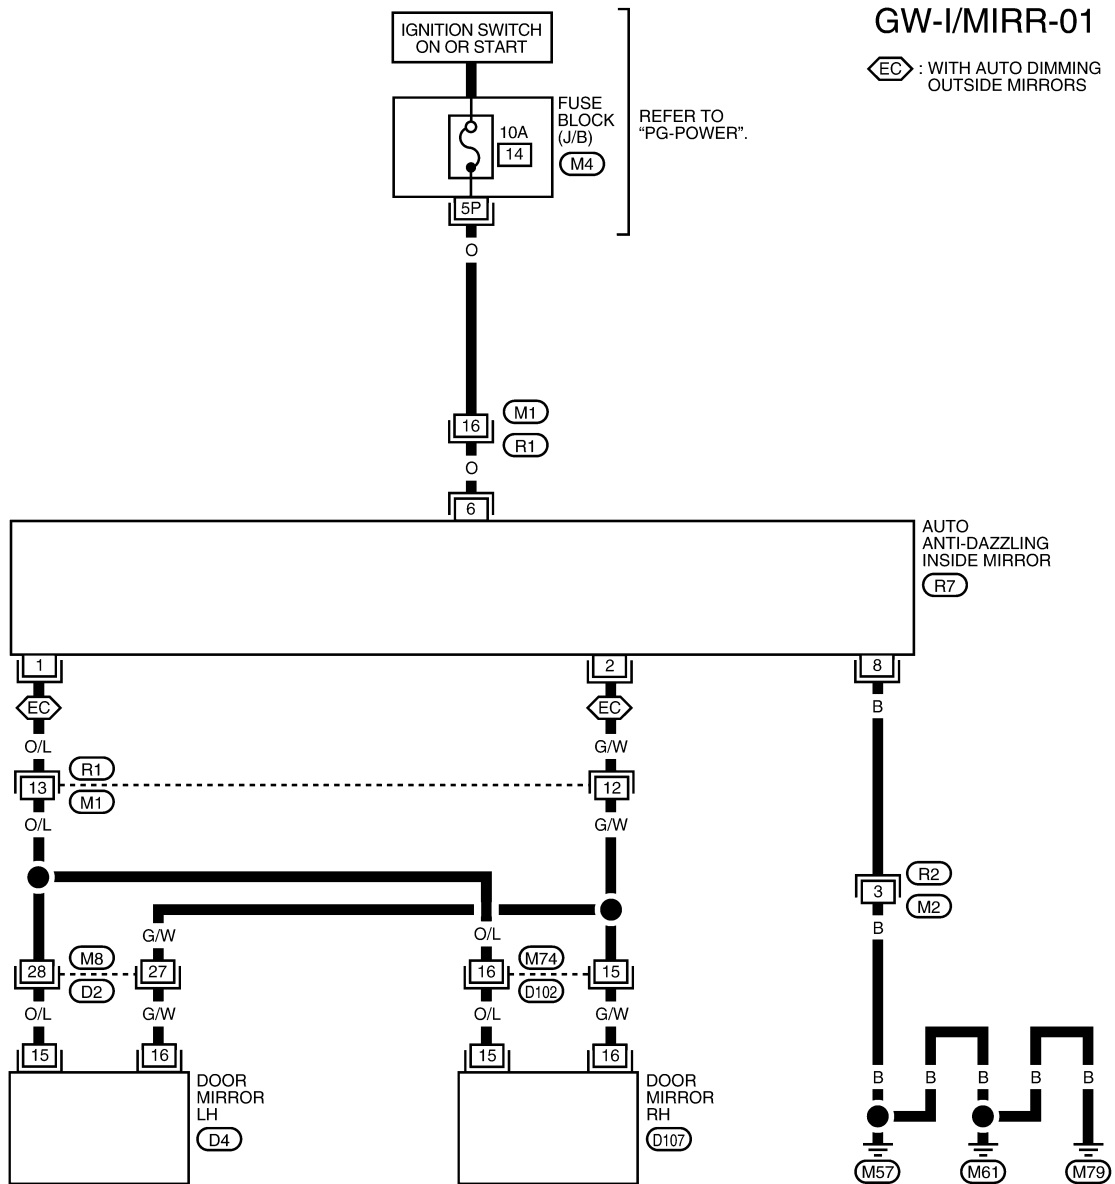 GW-I/MIRR-01
EC : WITH AUTO DIMMING
OUTSIDE MIRRORS
IGNITION SWITCH
ON OR START
FUSE
BLOCK
(J/B)
M4
10A
14
REFER TO
“PG-POWER”.
5P
O
16
M1
R1
O
6
AUTO
ANTI-DAZZLING
INSIDE MIRROR
R7
1
2
8
EC
EC
B
O/L
G/W
13
R1
M1
12
O/L
G/W
3
R2
M2
B
G/W
O/L
28
M8
D2
27
16
M74
D102
15
O/L
G/W
O/L
G/W
15
16
15
16
DOOR
MIRROR
LH
D4
DOOR
MIRROR
RH
D107
B
B
B
B
B
M57
M61
M79